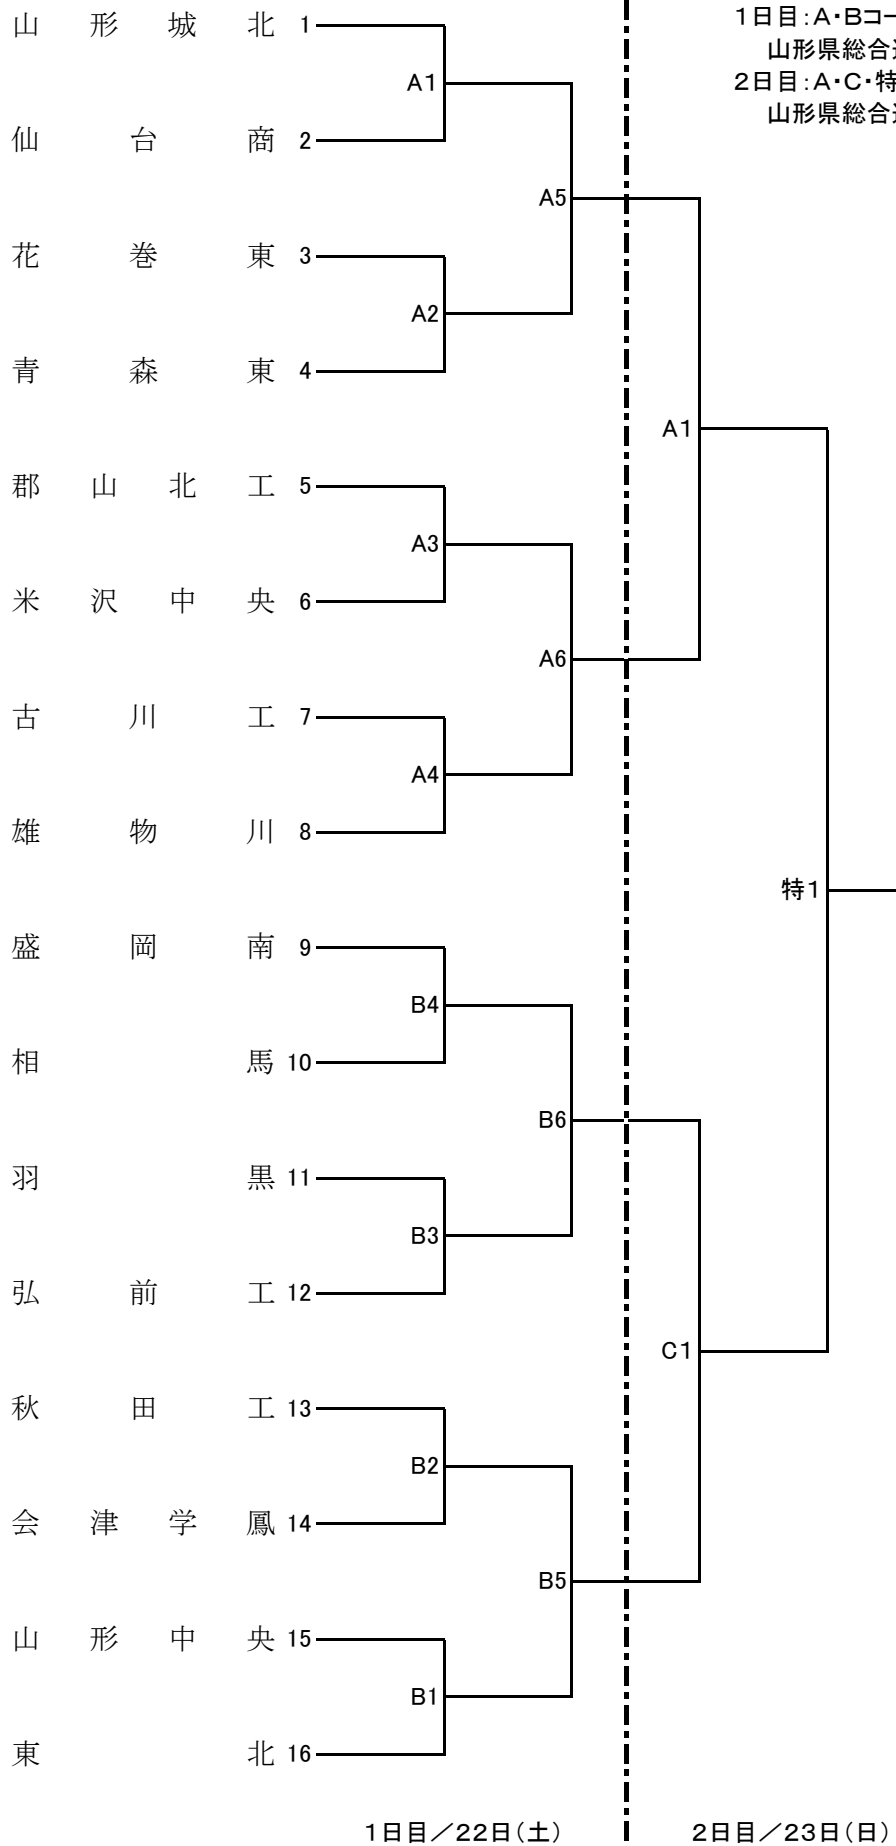 1日目：A・Bコー
山形県総合
2日目：A・C・特
山形県総合
山形城北 1
A1
仙台商 2
A5
花巻東 3
A2
青森東 4
A1
郡山北工 5
A3
米沢中央 6
A6
古川工 7
A4
雄物川 8
特1
盛岡南 9
B4
相馬 10
B6
羽黒 11
B3
弘前工 12
C1
秋田工 13
B2
会津学鳳 14
B5
山形中央 15
B1
東北 16
1日目／22日（土） 2日目／23日（日）